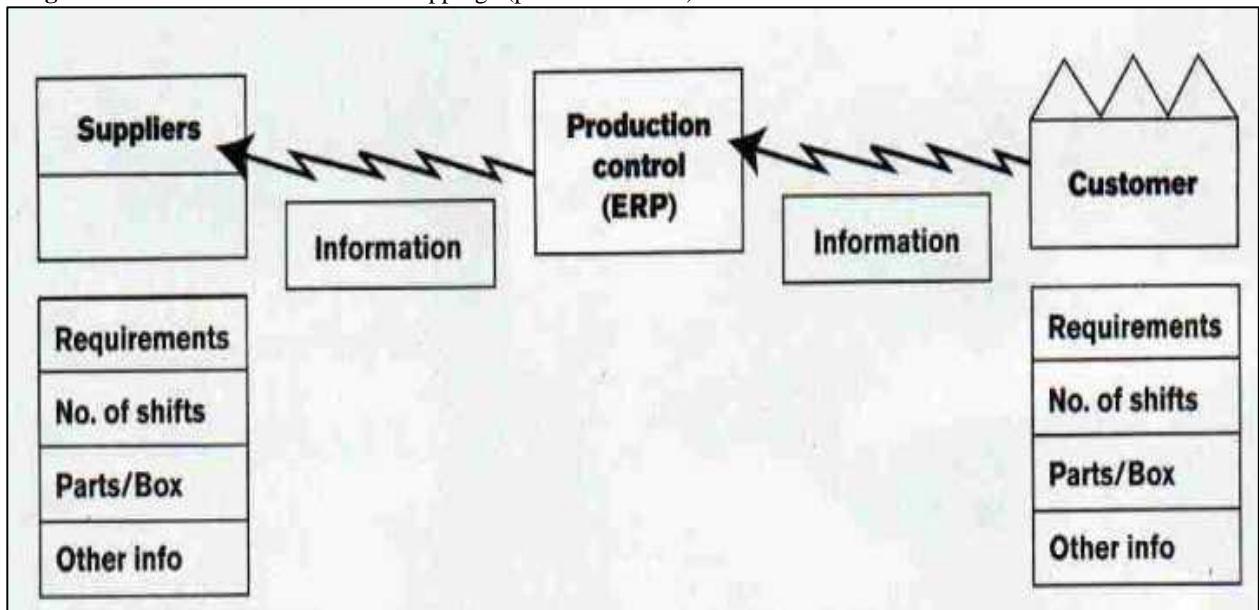 Suppliers
Production
control
(ERP)
Customer
Information
Information
Requirements
No. of shifts
Parts/Box
Other info
Requirements
No. of shifts
Parts/Box
Other info